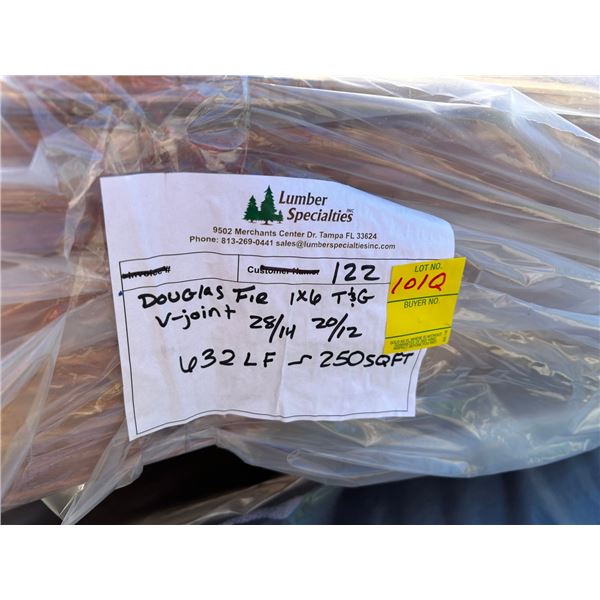 Lumber
Specialties INC
9502 Merchants Center Dr. Tampa FL 33624
Phone: 813-269-0441 sales@lumberspecialtiesinc.com
Invoice # Customer Name: 122
DOUGLAS FIR 1x6 T&G
V-joint 28/14 20/12
632 LF ~ 250 SQFT
LOT NO.
101Q
BUYER NO.